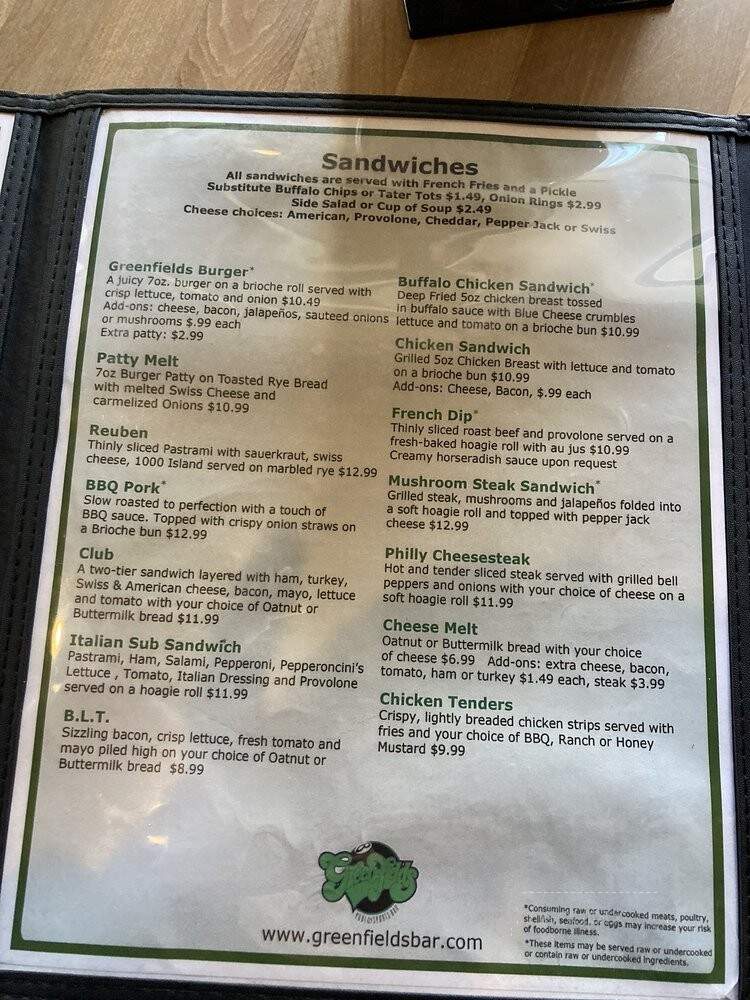 Sandwiches
All sandwiches are served with French Fries and a Pickle
Substitute Buffalo Chips or Tater Tots $1.49, Onion Rings $2.99
Side Salad or Cup of Soup $2.49
Cheese choices: American, Provolone, Cheddar, Pepper Jack or Swiss
Greenfields Burger*
A juicy 7oz. burger on a brioche roll served with
crisp lettuce, tomato and onion $10.49
Add-ons: cheese, bacon, jalapeños, sauteed onions
or mushrooms $.99 each
Extra patty: $2.99
Patty Melt
7oz Burger Patty on Toasted Rye Bread
with melted Swiss Cheese and
carmelized Onions $10.99
Reuben
Thinly sliced Pastrami with sauerkraut, swiss
cheese, 1000 Island served on marbled rye $12.99
BBQ Pork*
Slow roasted to perfection with a touch of
BBQ sauce. Topped with crispy onion straws on
a Brioche bun $12.99
Club
A two-tier sandwich layered with ham, turkey,
Swiss & American cheese, bacon, mayo, lettuce
and tomato with your choice of Oatnut or
Buttermilk bread $11.99
Italian Sub Sandwich
Pastrami, Ham, Salami, Pepperoni, Pepperoncini's
Lettuce , Tomato, Italian Dressing and Provolone
served on a hoagie roll $11.99
B.L.T.
Sizzling bacon, crisp lettuce, fresh tomato and
mayo piled high on your choice of Oatnut or
Buttermilk bread $8.99
Buffalo Chicken Sandwich*
Deep Fried 5oz chicken breast tossed
in buffalo sauce with Blue Cheese crumbles
lettuce and tomato on a brioche bun $10.99
Chicken Sandwich
Grilled 5oz Chicken Breast with lettuce and tomato
on a brioche bun $10.99
Add-ons: Cheese, Bacon, $.99 each
French Dip*
Thinly sliced roast beef and provolone served on a
fresh-baked hoagie roll with au jus $10.99
Creamy horseradish sauce upon request
Mushroom Steak Sandwich*
Grilled steak, mushrooms and jalapeños folded into
a soft hoagie roll and topped with pepper jack
cheese $12.99
Philly Cheesesteak
Hot and tender sliced steak served with grilled bell
peppers and onions with your choice of cheese on a
soft hoagie roll $11.99
Cheese Melt
Oatnut or Buttermilk bread with your choice
of cheese $6.99 Add-ons: extra cheese, bacon,
tomato, ham or turkey $1.49 each, steak $3.99
Chicken Tenders
Crispy, lightly breaded chicken strips served with
fries and your choice of BBQ, Ranch or Honey
Mustard $9.99
Greenfields
POOL & SPORTS BAR
www.greenfieldsbar.com
*Consuming raw or undercooked meats, poultry,
shellfish, seafood, or eggs may increase your risk
of foodborne illness.
*These items may be served raw or undercooked
or contain raw or undercooked ingredients.